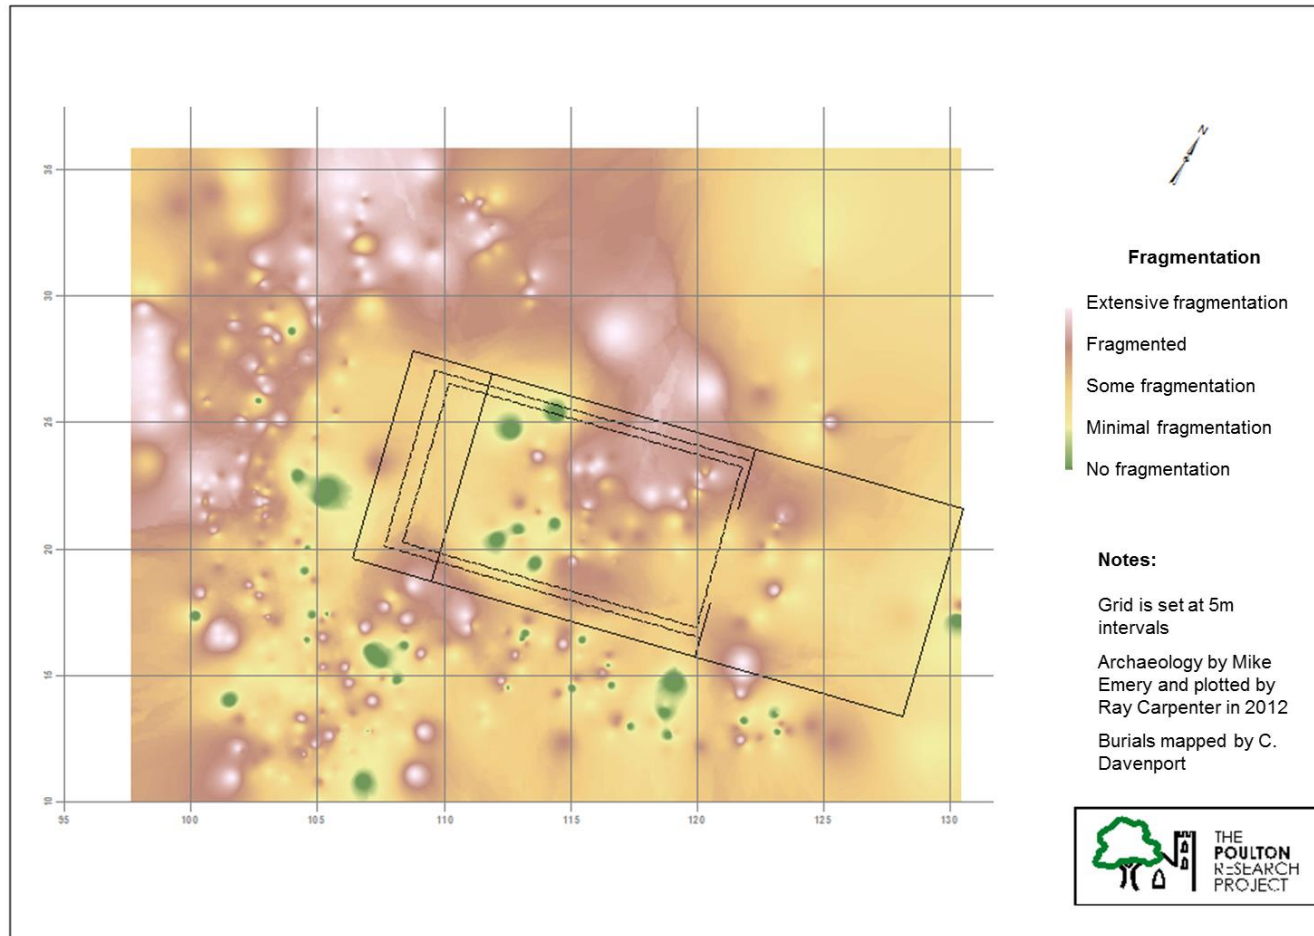 N
Fragmentation
Extensive fragmentation
Fragmented
Some fragmentation
Minimal fragmentation
No fragmentation
Notes:
Grid is set at 5m
intervals
Archaeology by Mike
Emery and plotted by
Ray Carpenter in 2012
Burials mapped by C.
Davenport
THE
POULTON
RESEARCH
PROJECT
35
30
25
20
15
10
95 100 105 110 115 120 125 130